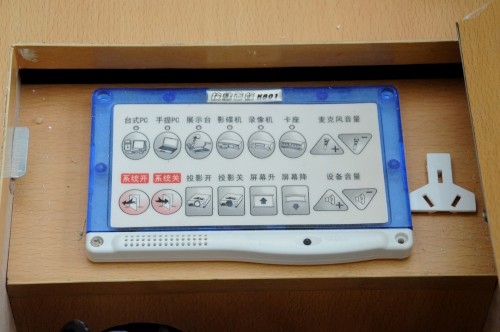 K801
台式PC 手提PC 展示台 影碟机 录像机 卡座 麦克风音量
系统开 系统关 投影开 投影关 屏幕升 屏幕降 设备音量